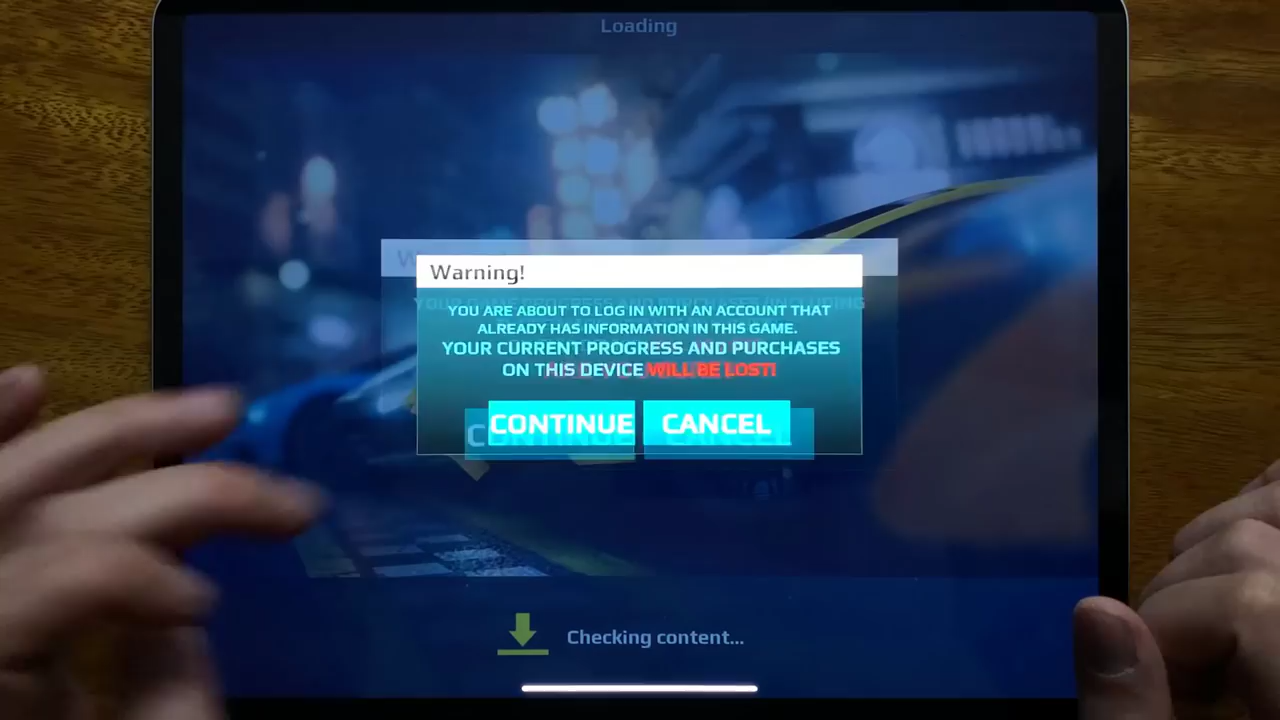 Loading
Warning!
YOU ARE ABOUT TO LOG IN WITH AN ACCOUNT THAT
ALREADY HAS INFORMATION IN THIS GAME.
YOUR CURRENT PROGRESS AND PURCHASES
ON THIS DEVICE WILL BE LOST!
CONTINUE CANCEL
Checking content...